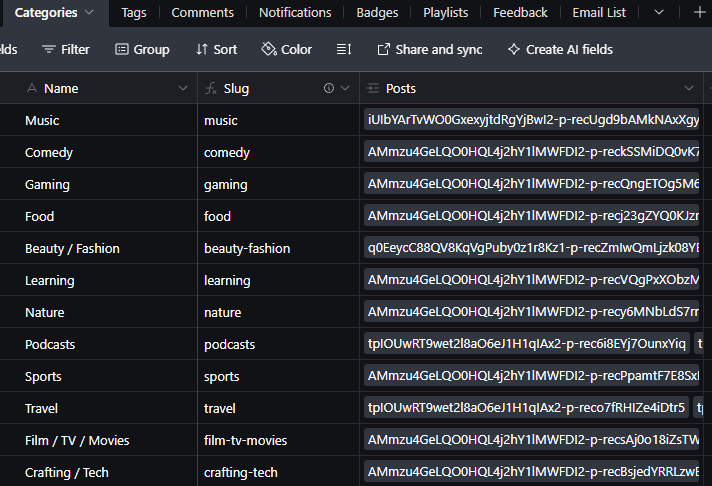 Categories Tags Comments Notifications Badges Playlists Feedback Email List
Filter Group Sort Color Share and sync Create AI fields
Name Slug Posts
Music music iUIbYArTvWO0GxexyjtdRgYjBwI2-p-recUgd9bAMkNAxXgy
Comedy comedy AMmzu4GeLQO0HQL4j2hY1lMWFDI2-p-reckSSMiDQ0vK7
Gaming gaming AMmzu4GeLQO0HQL4j2hY1lMWFDI2-p-recQngETOg5M6
Food food AMmzu4GeLQO0HQL4j2hY1lMWFDI2-p-recj23gZYQ0KJzr
Beauty / Fashion beauty-fashion q0EeycC88QV8KqVgPuby0z1r8Kz1-p-recZmIwQmLjzk08YE
Learning learning AMmzu4GeLQO0HQL4j2hY1lMWFDI2-p-recVQgPxXObzM
Nature nature AMmzu4GeLQO0HQL4j2hY1lMWFDI2-p-recy6MNbLdS7rr
Podcasts podcasts tpIOUwRT9wet2l8aO6eJ1H1qIAx2-p-rec6i8EYj7OunxYiq
Sports sports AMmzu4GeLQO0HQL4j2hY1lMWFDI2-p-recPpamtF7E8Sx
Travel travel tpIOUwRT9wet2l8aO6eJ1H1qIAx2-p-reco7fRHIZe4iDtr5
Film / TV / Movies film-tv-movies AMmzu4GeLQO0HQL4j2hY1lMWFDI2-p-recsAj0o18iZsTW
Crafting / Tech crafting-tech AMmzu4GeLQO0HQL4j2hY1lMWFDI2-p-recBsjedYRRLzwE